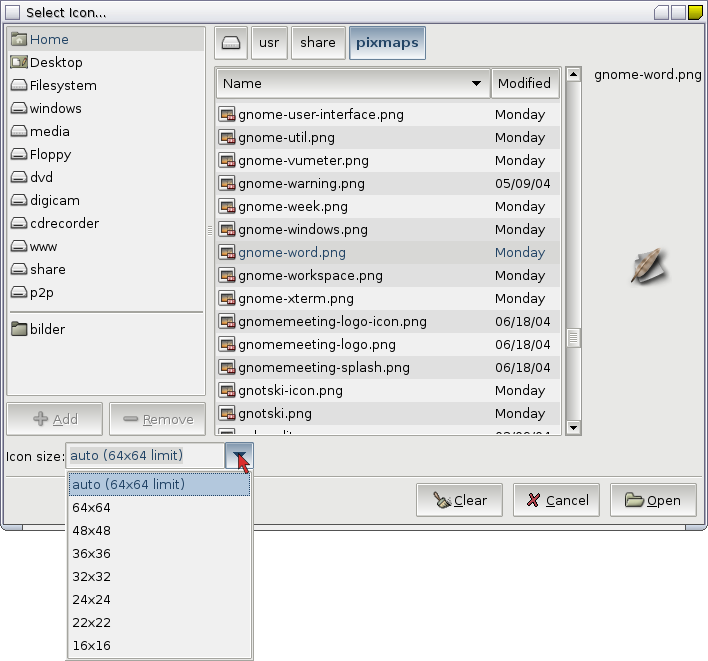 Select Icon...
Home
Desktop
Filesystem
windows
media
Floppy
dvd
digicam
cdrecorder
www
share
p2p
bilder
Add
Remove
usr
share
pixmaps
Name
Modified
gnome-user-interface.png Monday
gnome-util.png Monday
gnome-vumeter.png Monday
gnome-warning.png 05/09/04
gnome-week.png Monday
gnome-windows.png Monday
gnome-word.png Monday
gnome-workspace.png Monday
gnome-xterm.png Monday
gnomemeeting-logo-icon.png 06/18/04
gnomemeeting-logo.png 06/18/04
gnomemeeting-splash.png 06/18/04
gnotski-icon.png Monday
gnotski.png Monday
gnome-word.png
Icon size: auto (64x64 limit)
auto (64x64 limit)
64x64
48x48
36x36
32x32
24x24
22x22
16x16
Clear
Cancel
Open